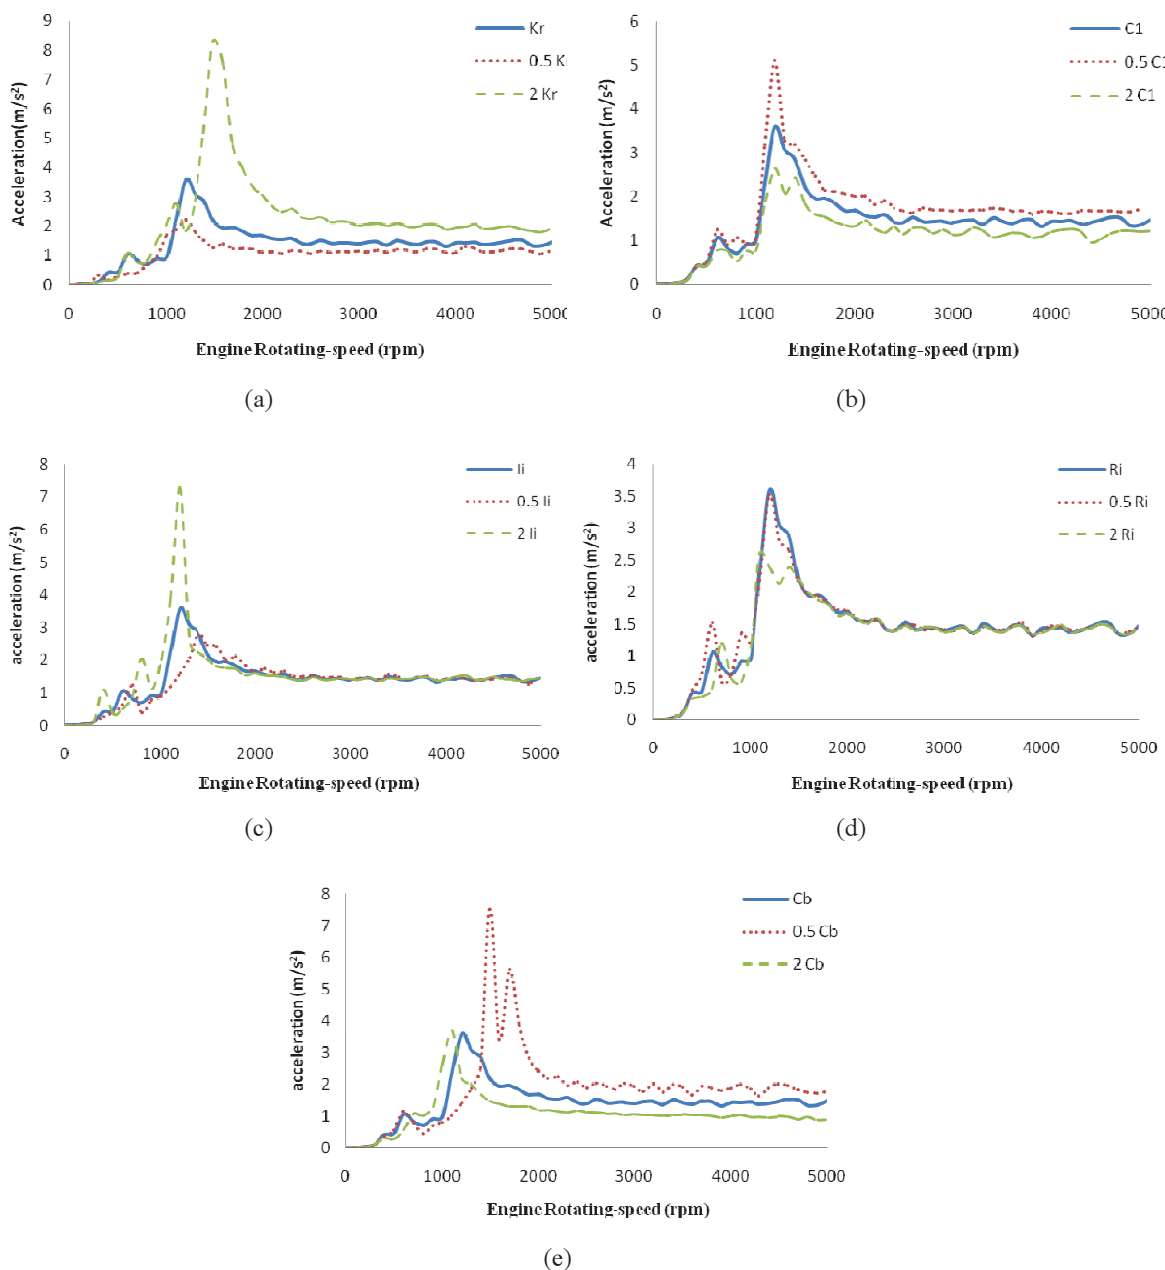 9
8
7
6
5
4
3
2
1
0
Acceleration(m/s²)
Kr
0.5 K
2 Kr
0 1000 2000 3000 4000 5000
Engine Rotating-speed (rpm)
(a)
6
5
4
3
2
1
0
Acceleration (m/s²)
C1
0.5 C1
2 C1
0 1000 2000 3000 4000 5000
Engine Rotating-speed (rpm)
(b)
8
7
6
5
4
3
2
1
0
acceleration (m/s²)
Ii
0.5 Ii
2 Ii
0 1000 2000 3000 4000 5000
Engine Rotating-speed (rpm)
(c)
4
3.5
3
2.5
2
1.5
1
0.5
0
acceleration (m/s²)
Ri
0.5 Ri
2 Ri
0 1000 2000 3000 4000 5000
Engine Rotating-speed (rpm)
(d)
8
7
6
5
4
3
2
1
0
acceleration (m/s²)
Cb
0.5 Cb
2 Cb
0 1000 2000 3000 4000 5000
Engine Rotating-speed (rpm)
(e)